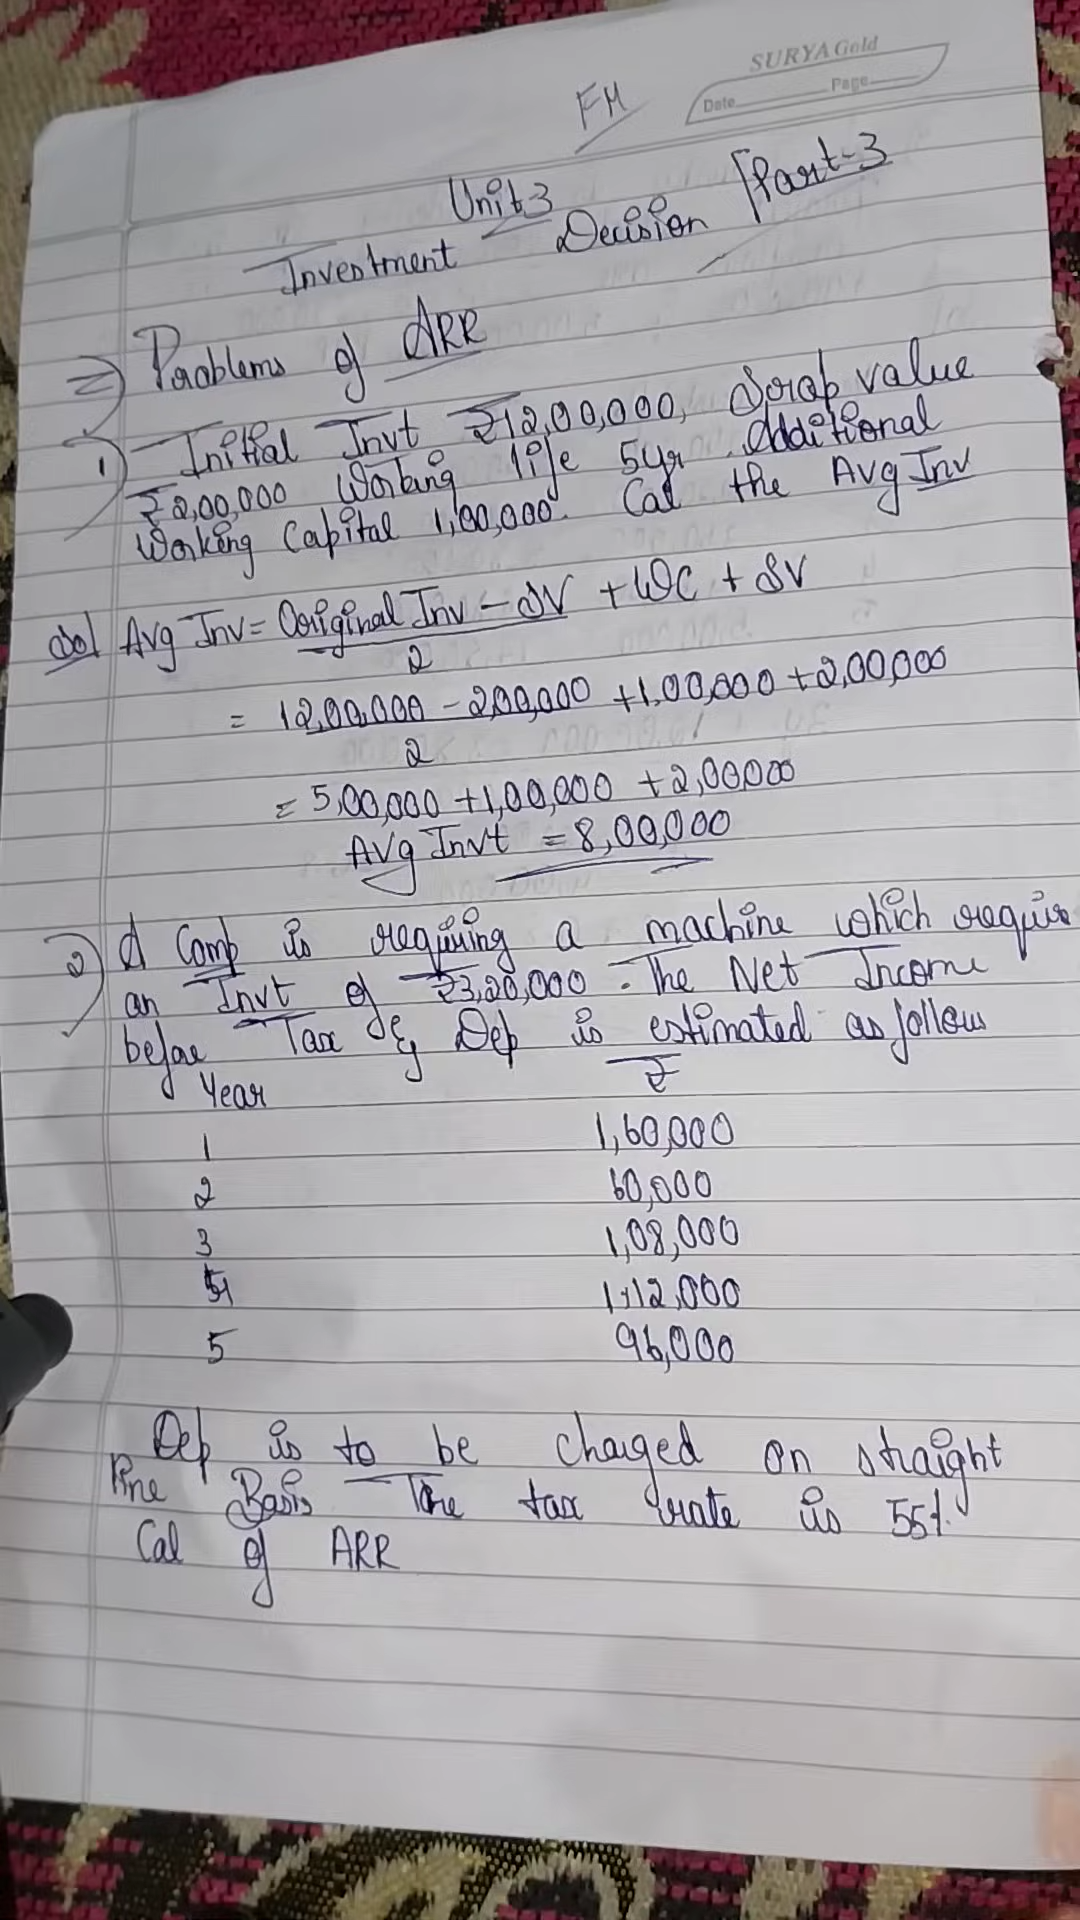 SURYA Gold
Date Page
FM
Unit 3
Investment Decision [Part-3
Problems of ARR
1) Initial Invt ₹12,00,000, Scrap value
₹2,00,000 Working life 5yr. Additional
Working Capital 1,00,000. Cal the Avg Inv
Sol Avg Inv = Original Inv - SV + WC + SV
2
= 12,00,000 - 2,00,000 + 1,00,000 + 2,00,000
2
= 5,00,000 + 1,00,000 + 2,00,000
Avg Invt = 8,00,000
2) A Comp is requiring a machine which require
an Invt of ₹3,20,000. The Net Income
before Tax & Dep is estimated as follow
Year ₹
1 1,60,000
2 60,000
3 1,08,000
4 1,12,000
5 96,000
Dep is to be chaged on straight
line Basis The tax rate is 55%.
Cal of ARR